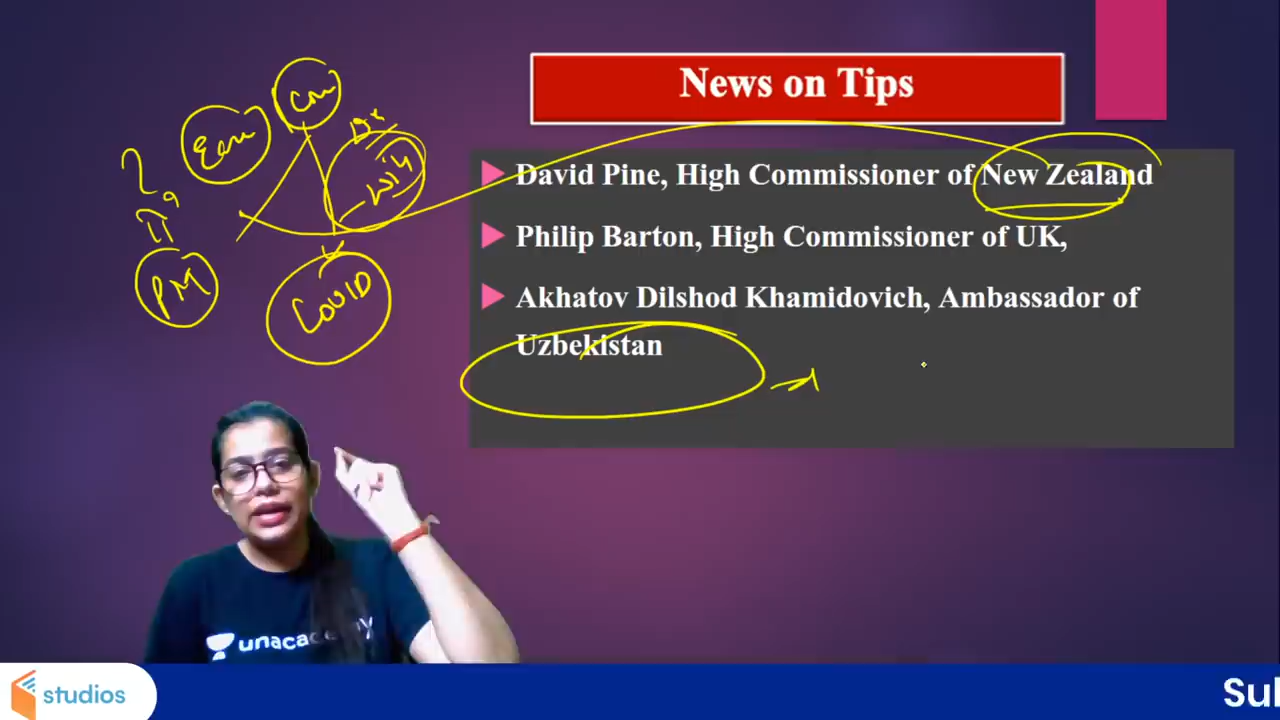 News on Tips
David Pine, High Commissioner of New Zealand
Philip Barton, High Commissioner of UK,
Akhatov Dilshod Khamidovich, Ambassador of
Uzbekistan
PM
COVID
unacademy
studios
Sul